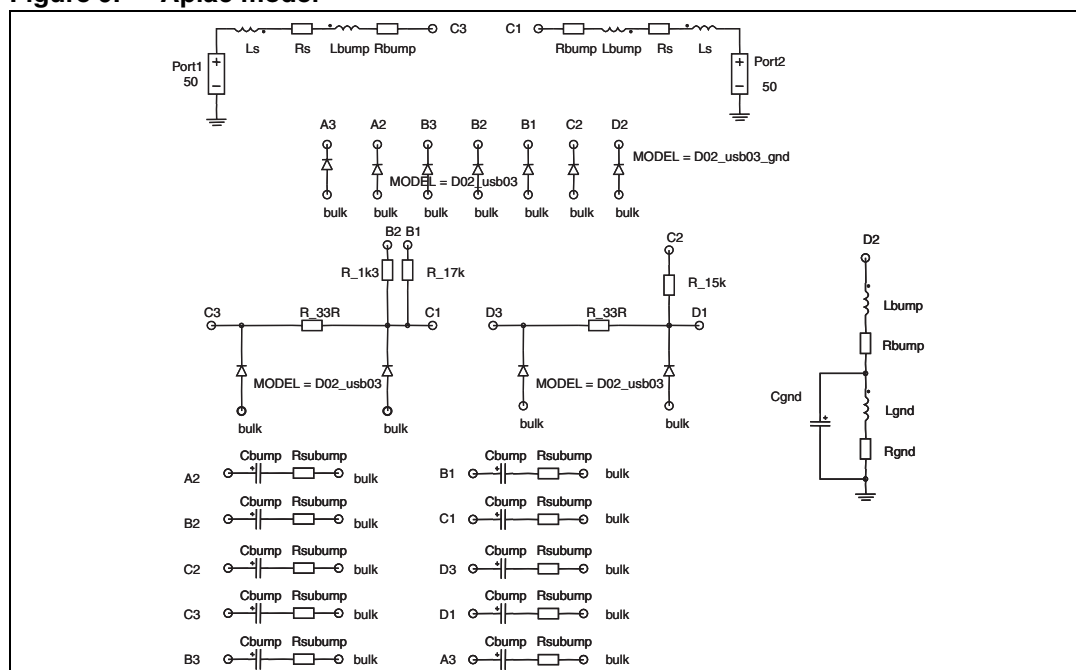 Figure 9. Aplac model
Ls Rs Lbump Rbump C3
Port1
50
C1 Rbump Lbump Rs Ls
Port2
50
A3 A2 B3 B2 B1 C2 D2
MODEL = D02_usb03_gnd
MODEL = D02_usb03
bulk bulk bulk bulk bulk bulk bulk
B2 B1
R_1k3 R_17k
C3 R_33R C1
MODEL = D02_usb03
bulk bulk
C2
R_15k
D3 R_33R D1
MODEL = D02_usb03
bulk bulk
D2
Lbump
Rbump
Cgnd
Lgnd
Rgnd
A2 Cbump Rsubump bulk
B1 Cbump Rsubump bulk
B2 Cbump Rsubump bulk
C1 Cbump Rsubump bulk
C2 Cbump Rsubump bulk
D3 Cbump Rsubump bulk
C3 Cbump Rsubump bulk
D1 Cbump Rsubump bulk
B3 Cbump Rsubump bulk
A3 Cbump Rsubump bulk